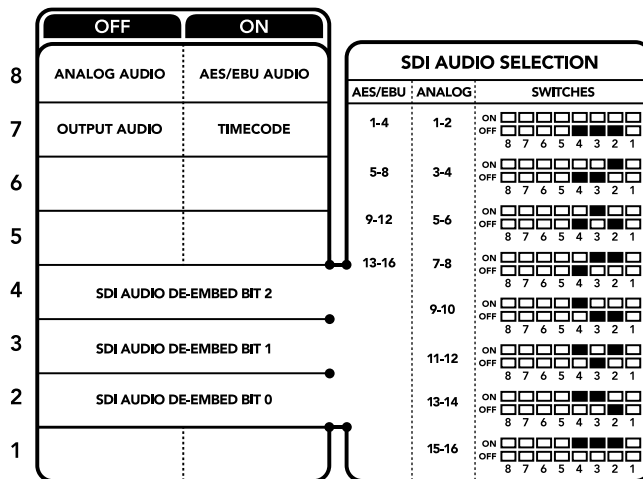 OFF ON
8 ANALOG AUDIO AES/EBU AUDIO
7 OUTPUT AUDIO TIMECODE
6
5
4 SDI AUDIO DE-EMBED BIT 2
3 SDI AUDIO DE-EMBED BIT 1
2 SDI AUDIO DE-EMBED BIT 0
1
SDI AUDIO SELECTION
AES/EBU ANALOG SWITCHES
1-4 1-2 ON
OFF
8 7 6 5 4 3 2 1
5-8 3-4 ON
OFF
8 7 6 5 4 3 2 1
9-12 5-6 ON
OFF
8 7 6 5 4 3 2 1
13-16 7-8 ON
OFF
8 7 6 5 4 3 2 1
9-10 ON
OFF
8 7 6 5 4 3 2 1
11-12 ON
OFF
8 7 6 5 4 3 2 1
13-14 ON
OFF
8 7 6 5 4 3 2 1
15-16 ON
OFF
8 7 6 5 4 3 2 1